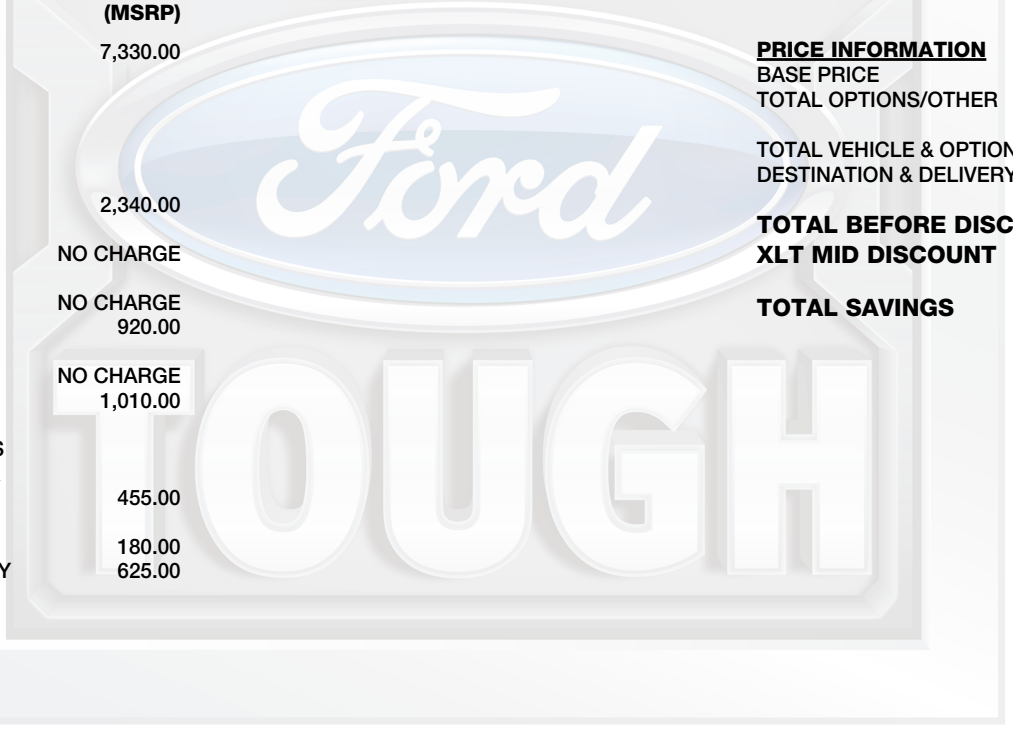 (MSRP)
7,330.00
2,340.00
NO CHARGE
NO CHARGE
920.00
NO CHARGE
1,010.00
S
455.00
180.00
Y 625.00
PRICE INFORMATION
BASE PRICE
TOTAL OPTIONS/OTHER
TOTAL VEHICLE & OPTION
DESTINATION & DELIVERY
TOTAL BEFORE DISC
XLT MID DISCOUNT
TOTAL SAVINGS
Ford
TOUGH